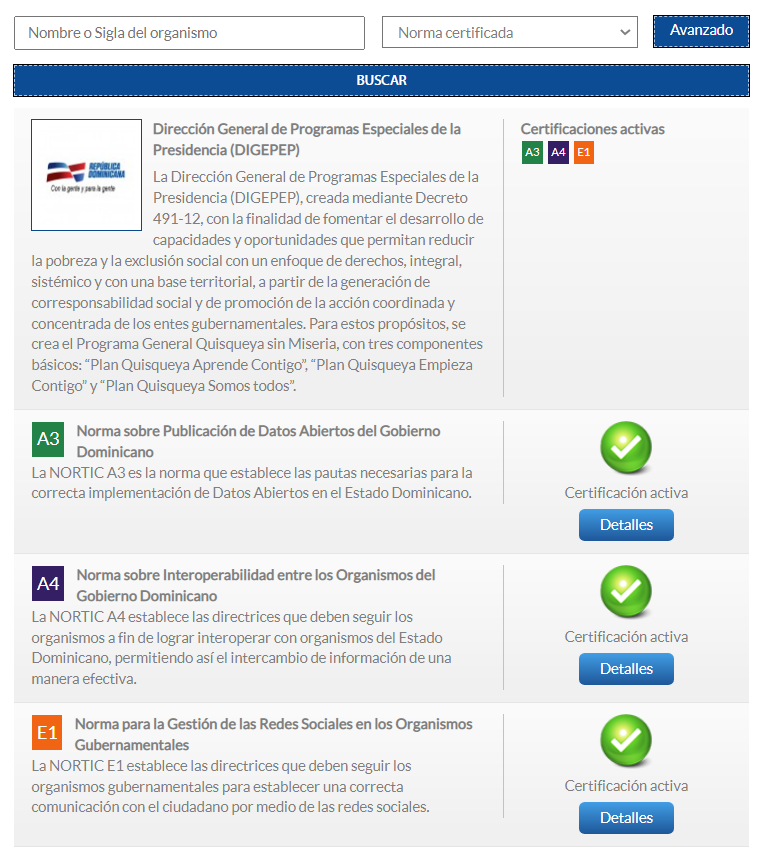 Nombre o Sigla del organismo
Norma certificada
Avanzado
BUSCAR
REPÚBLICA
DOMINICANA
Con la gente y para la gente
Dirección General de Programas Especiales de la
Presidencia (DIGEPEP)
La Dirección General de Programas Especiales de la
Presidencia (DIGEPEP), creada mediante Decreto
491-12, con la finalidad de fomentar el desarrollo de
capacidades y oportunidades que permitan reducir
la pobreza y la exclusión social con un enfoque de derechos, integral,
sistémico y con una base territorial, a partir de la generación de
corresponsabilidad social y de promoción de la acción coordinada y
concentrada de los entes gubernamentales. Para estos propósitos, se
crea el Programa General Quisqueya sin Miseria, con tres componentes
básicos: “Plan Quisqueya Aprende Contigo”, “Plan Quisqueya Empieza
Contigo” y “Plan Quisqueya Somos todos”.
Certificaciones activas
A3 A4 E1
A3
Norma sobre Publicación de Datos Abiertos del Gobierno
Dominicano
La NORTIC A3 es la norma que establece las pautas necesarias para la
correcta implementación de Datos Abiertos en el Estado Dominicano.
Certificación activa
Detalles
A4
Norma sobre Interoperabilidad entre los Organismos del
Gobierno Dominicano
La NORTIC A4 establece las directrices que deben seguir los
organismos a fin de lograr interoperar con organismos del Estado
Dominicano, permitiendo así el intercambio de información de una
manera efectiva.
Certificación activa
Detalles
E1
Norma para la Gestión de las Redes Sociales en los Organismos
Gubernamentales
La NORTIC E1 establece las directrices que deben seguir los
organismos gubernamentales para establecer una correcta
comunicación con el ciudadano por medio de las redes sociales.
Certificación activa
Detalles